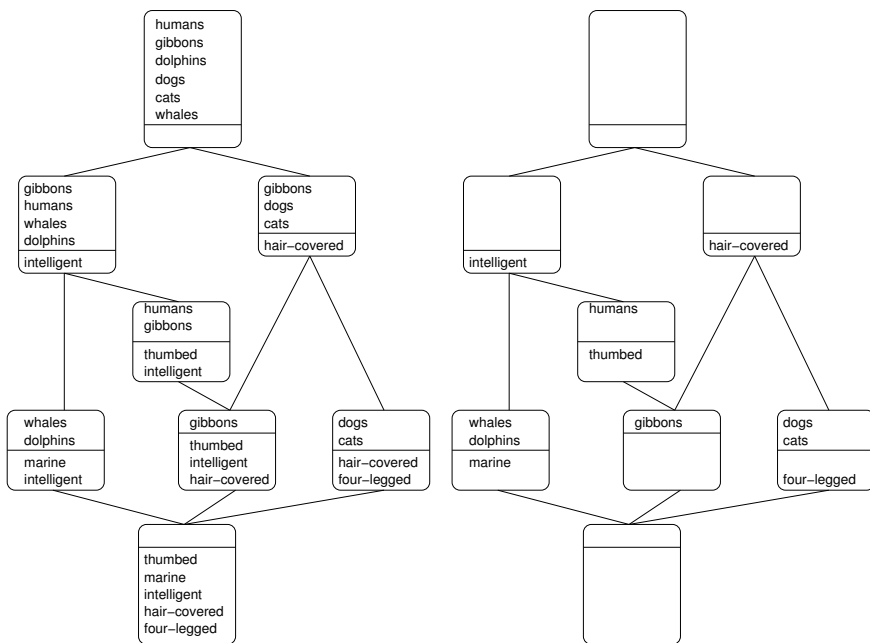 humans
gibbons
dolphins
dogs
cats
whales
gibbons
humans
whales
dolphins
intelligent
gibbons
dogs
cats
hair-covered
humans
gibbons
thumbed
intelligent
whales
dolphins
marine
intelligent
gibbons
thumbed
intelligent
hair-covered
dogs
cats
hair-covered
four-legged
thumbed
marine
intelligent
hair-covered
four-legged
intelligent
hair-covered
humans
thumbed
whales
dolphins
marine
gibbons
dogs
cats
four-legged